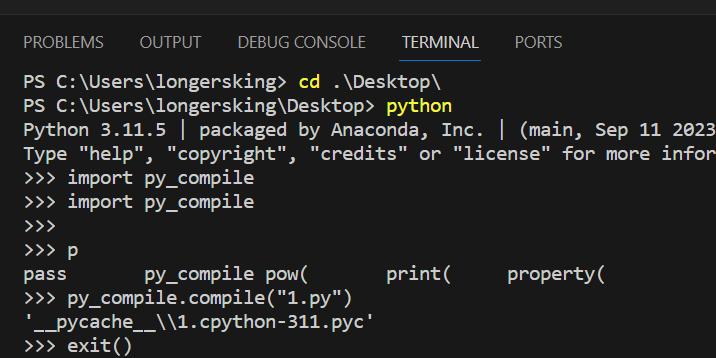 PROBLEMS OUTPUT DEBUG CONSOLE TERMINAL PORTS
PS C:\Users\longersking> cd .\Desktop\
PS C:\Users\longersking\Desktop> python
Python 3.11.5 | packaged by Anaconda, Inc. | (main, Sep 11 2023
Type "help", "copyright", "credits" or "license" for more infor
>>> import py_compile
>>> import py_compile
>>>
>>> p
pass py_compile pow( print( property(
>>> py_compile.compile("1.py")
'__pycache__\\1.cpython-311.pyc'
>>> exit()